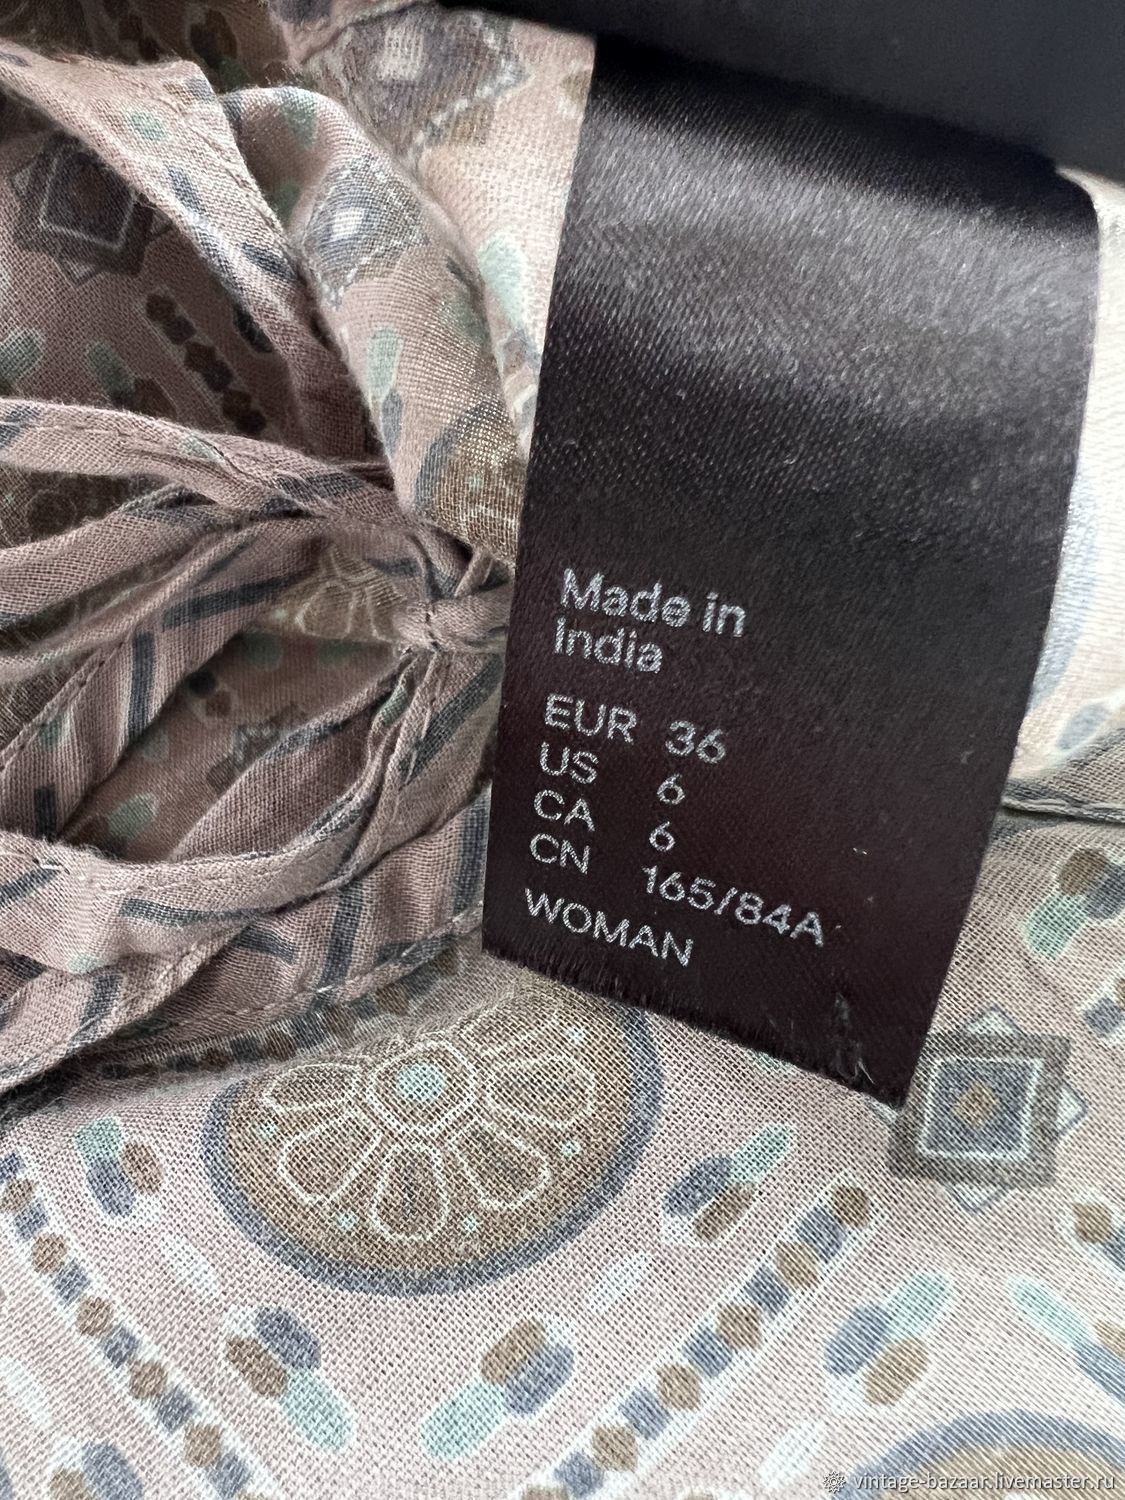 Made in
India
EUR 36
US 6
CA 6
CN 165/84A
WOMAN
vintage-bazaar.livemaster.ru